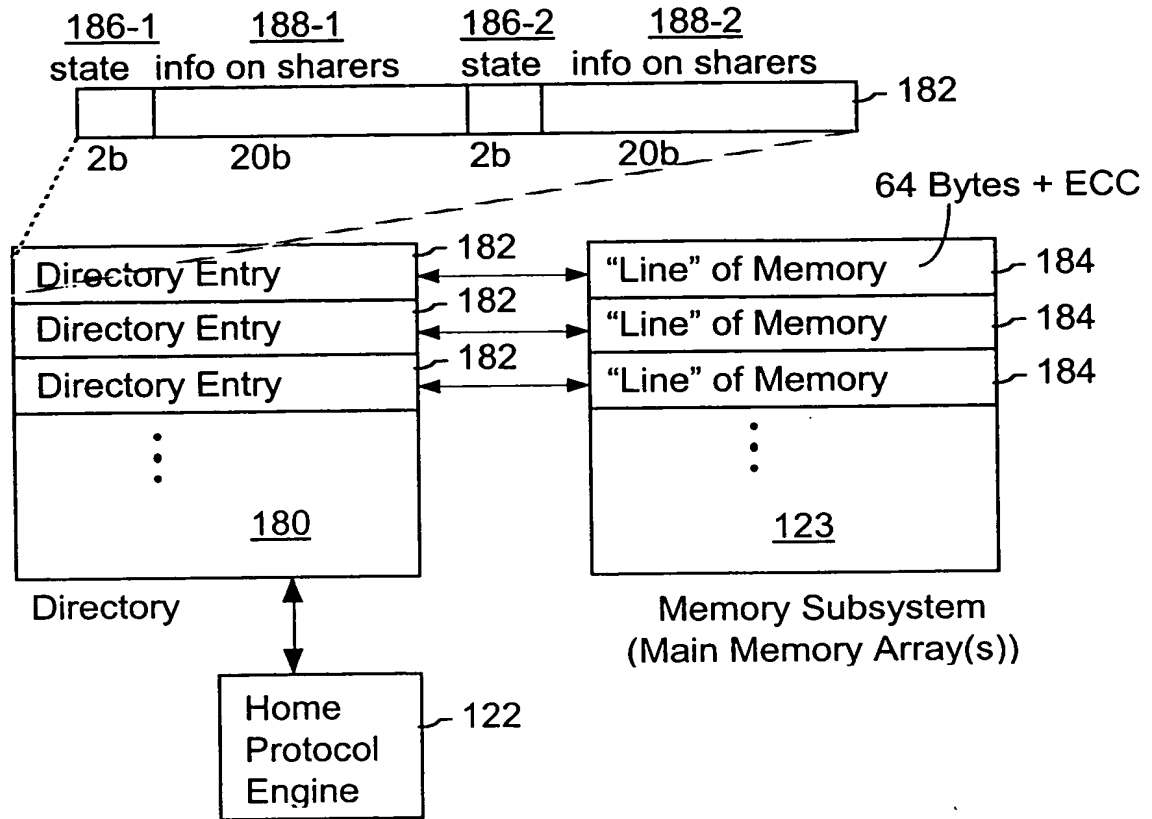 186-1 188-1 186-2 188-2
state info on sharers state info on sharers
182
2b 20b 2b 20b
64 Bytes + ECC
Directory Entry 182 “Line” of Memory 184
Directory Entry 182 “Line” of Memory 184
Directory Entry 182 “Line” of Memory 184
180 123
Directory Memory Subsystem
(Main Memory Array(s))
Home
Protocol
Engine
122